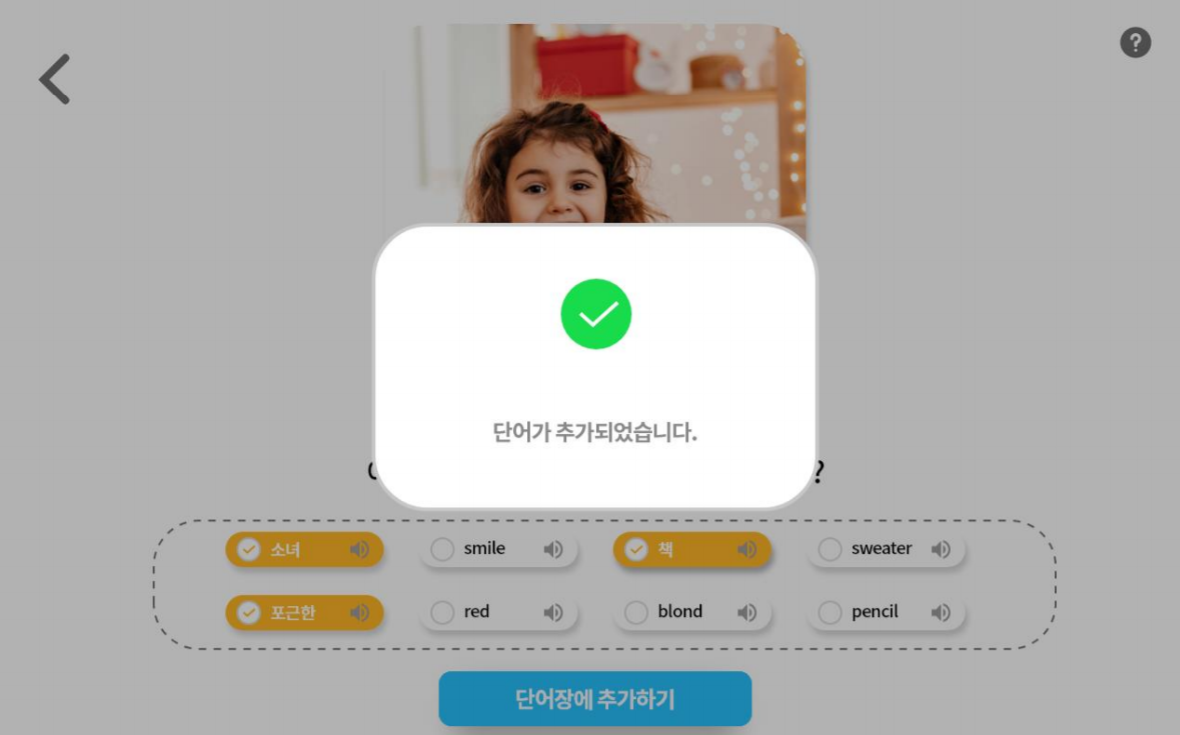 ?
단어가 추가되었습니다.
?
소녀 smile 책 sweater
포근한 red blond pencil
단어장에 추가하기